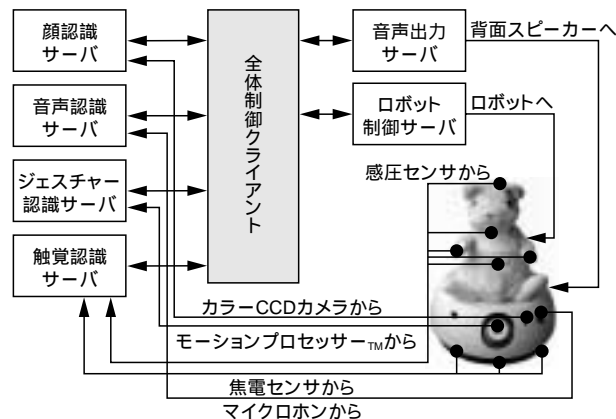 顔認識
サーバ
音声認識
サーバ
ジェスチャー
認識サーバ
触覚認識
サーバ
全体制御クライアント
音声出力
サーバ
背面スピーカーへ
ロボット
制御サーバ
ロボットへ
感圧センサから
カラーCCDカメラから
モーションプロセッサーTMから
焦電センサから
マイクロホンから